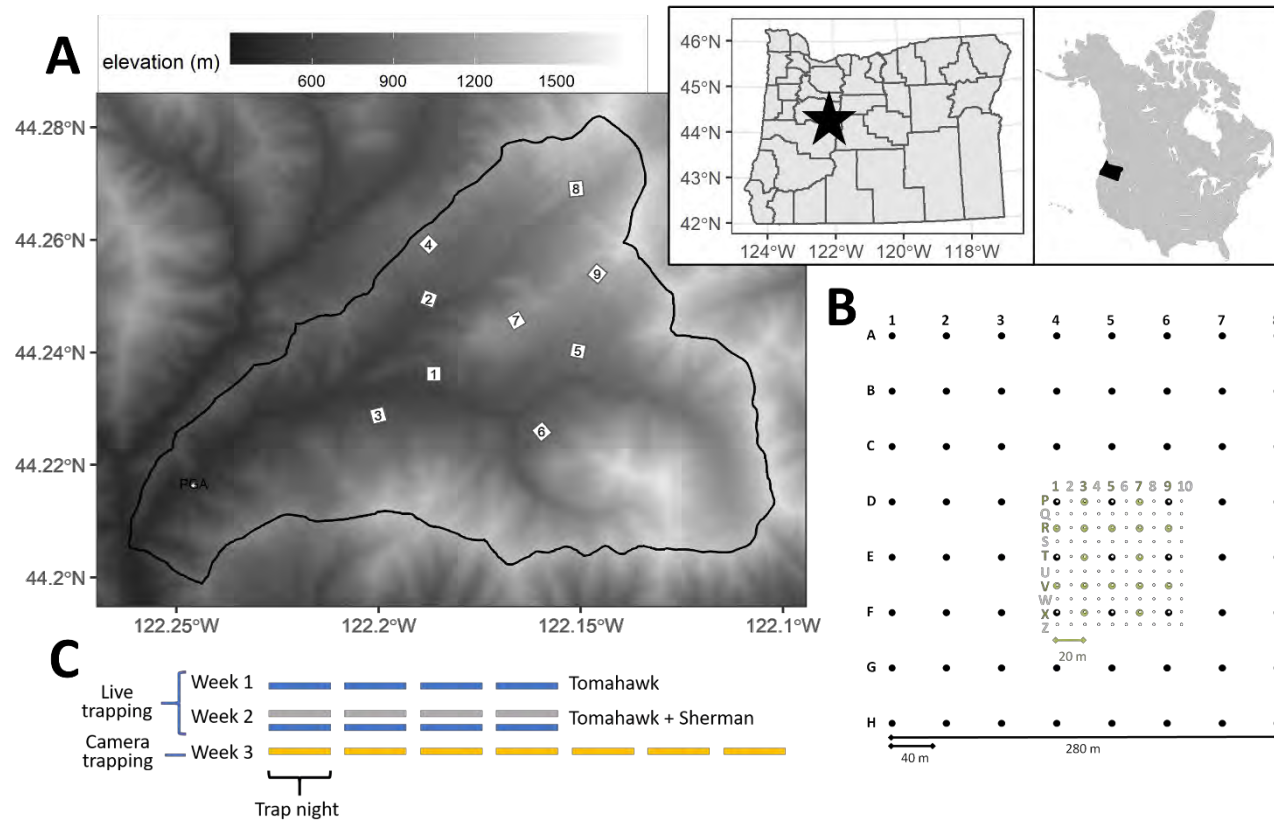 A
elevation (m)
600 900 1200 1500
44.28°N
44.26°N
44.24°N
44.22°N
44.2°N
122.25°W 122.2°W 122.15°W 122.1°W
8
4
9
2
7
5
1
3
6
46°N
45°N
44°N
43°N
42°N
124°W 122°W 120°W 118°W
B
1 2 3 4 5 6 7
A
B
C
D
E
F
G
H
1 2 3 4 5 6 7 8 9 10
P
Q
R
S
T
U
V
W
X
Z
20 m
280 m
40 m
C
Live trapping
Week 1 Tomahawk
Week 2 Tomahawk + Sherman
Camera trapping
Week 3
Trap night